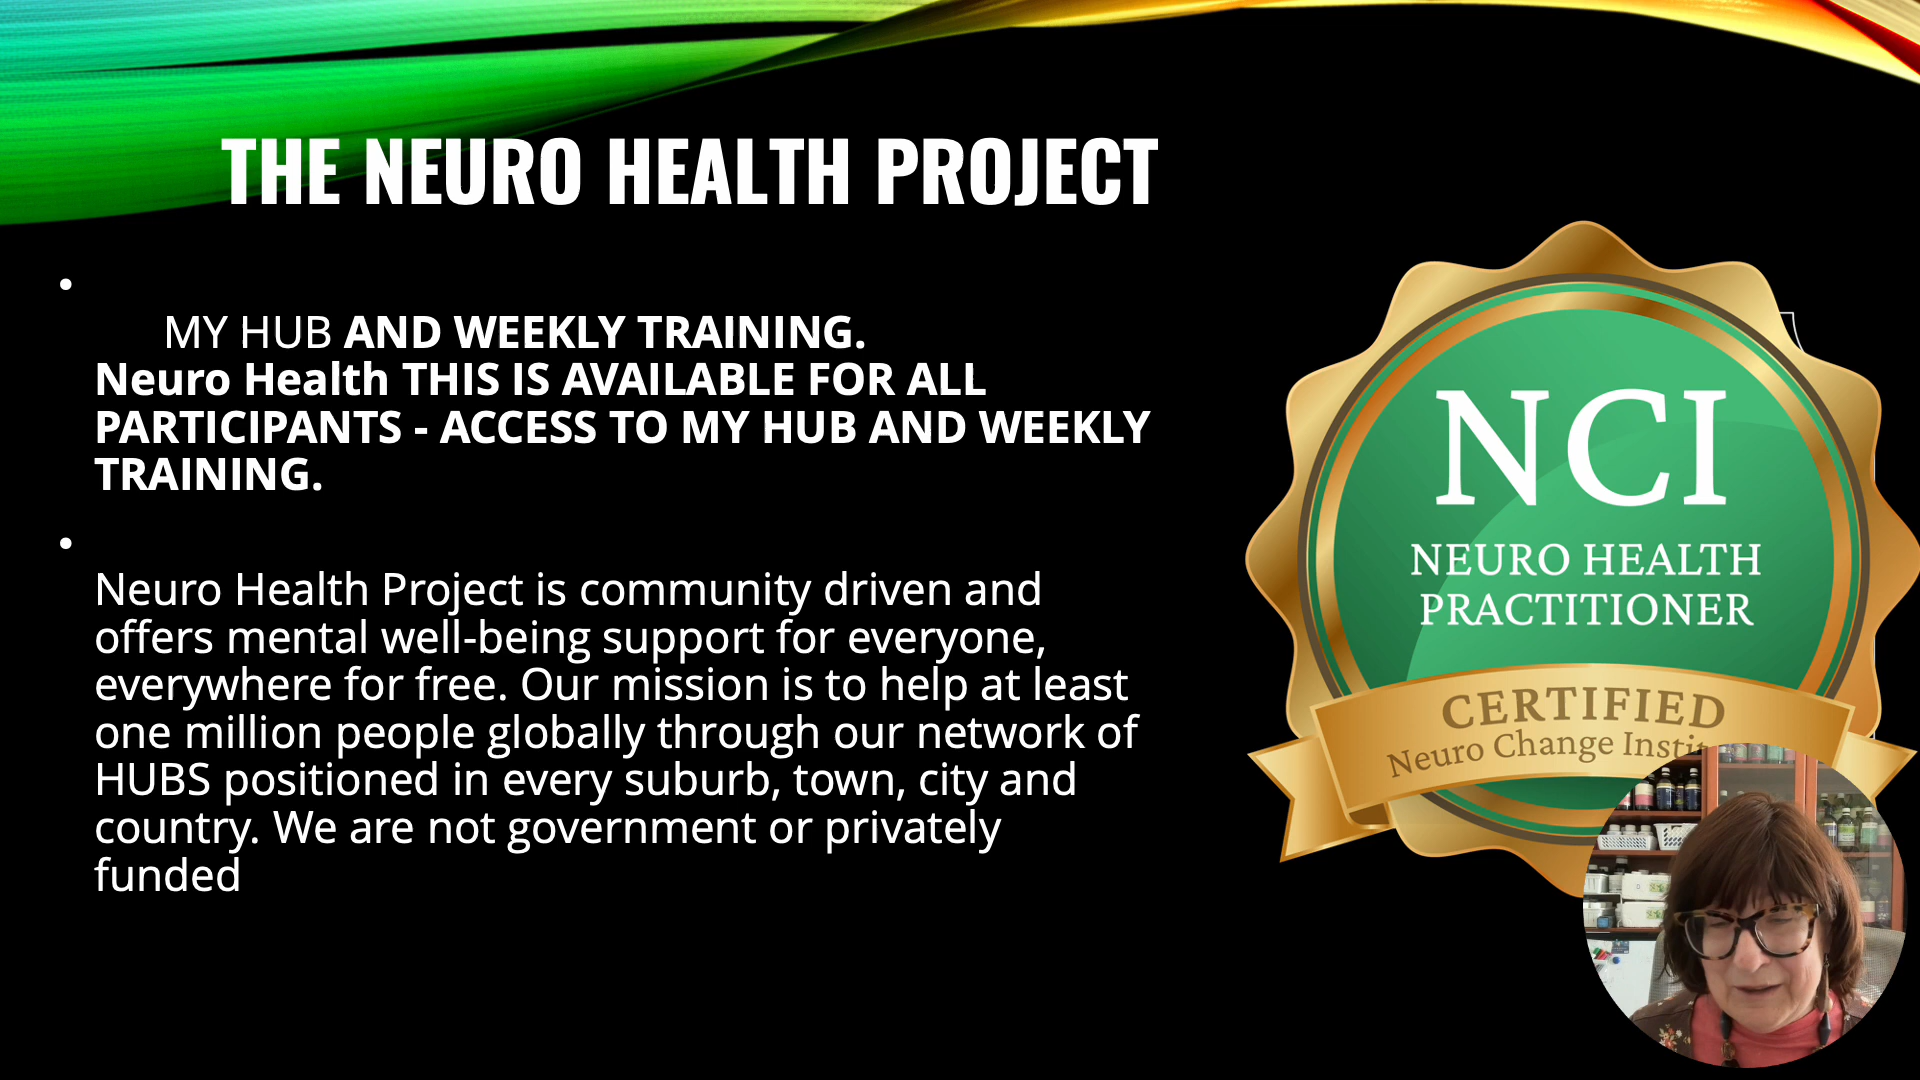 THE NEURO HEALTH PROJECT
MY HUB AND WEEKLY TRAINING.
Neuro Health THIS IS AVAILABLE FOR ALL
PARTICIPANTS - ACCESS TO MY HUB AND WEEKLY
TRAINING.
Neuro Health Project is community driven and
offers mental well-being support for everyone,
everywhere for free. Our mission is to help at least
one million people globally through our network of
HUBS positioned in every suburb, town, city and
country. We are not government or privately
funded
NCI
NEURO HEALTH
PRACTITIONER
CERTIFIED
Neuro Change